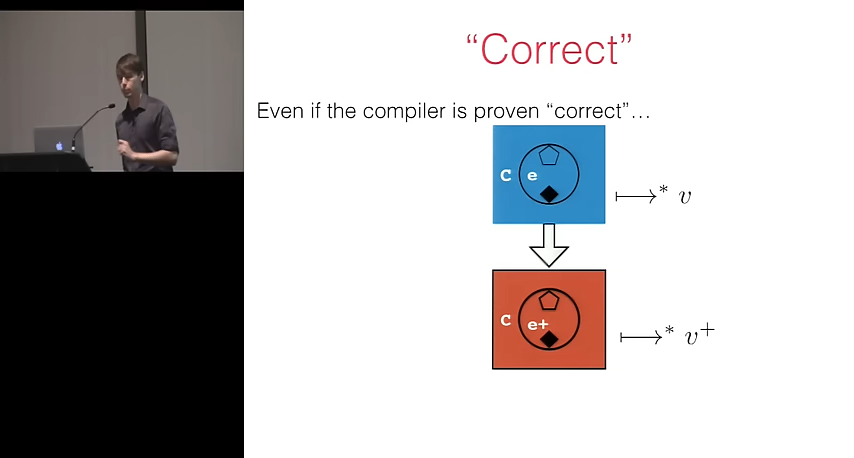 “Correct”
Even if the compiler is proven “correct”…
C e
⟼* v
C e+
⟼* v⁺